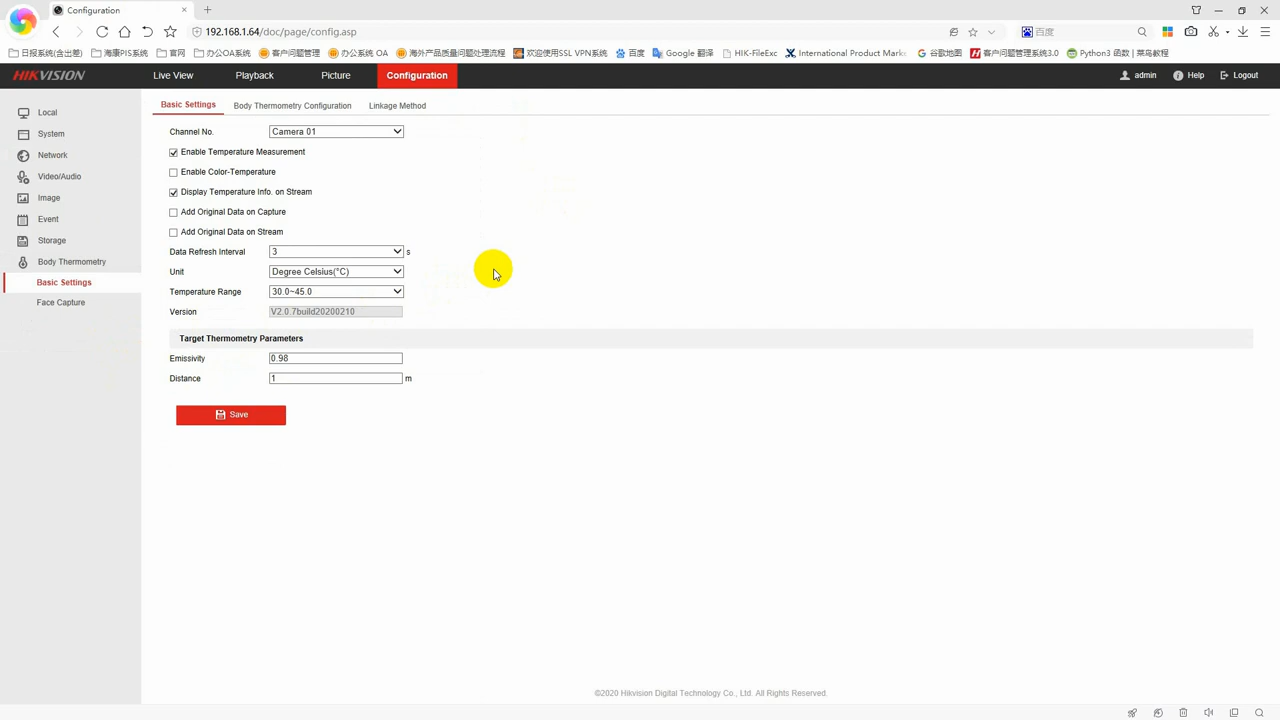 Configuration
192.168.1.64/doc/page/config.asp
百度
日报系统(含出差) 海康PIS系统 官网 办公OA系统 客户问题管理 办公系统 OA 海外产品质量问题处理流程 欢迎使用SSL VPN系统 百度 Google 翻译 HIK-FileExc International Product Mark 谷歌地图 客户问题管理系统3.0 Python3 函数 | 菜鸟教程
HIKVISION Live View Playback Picture Configuration admin Help Logout
Basic Settings Body Thermometry Configuration Linkage Method
Local
System
Network
Video/Audio
Image
Event
Storage
Body Thermometry
Basic Settings
Face Capture
Channel No. Camera 01
Enable Temperature Measurement
Enable Color-Temperature
Display Temperature Info. on Stream
Add Original Data on Capture
Add Original Data on Stream
Data Refresh Interval 3 s
Unit Degree Celsius(°C)
Temperature Range 30.0~45.0
Version V2.0.7build20200210
Target Thermometry Parameters
Emissivity 0.98
Distance 1 m
Save
©2020 Hikvision Digital Technology Co., Ltd. All Rights Reserved.